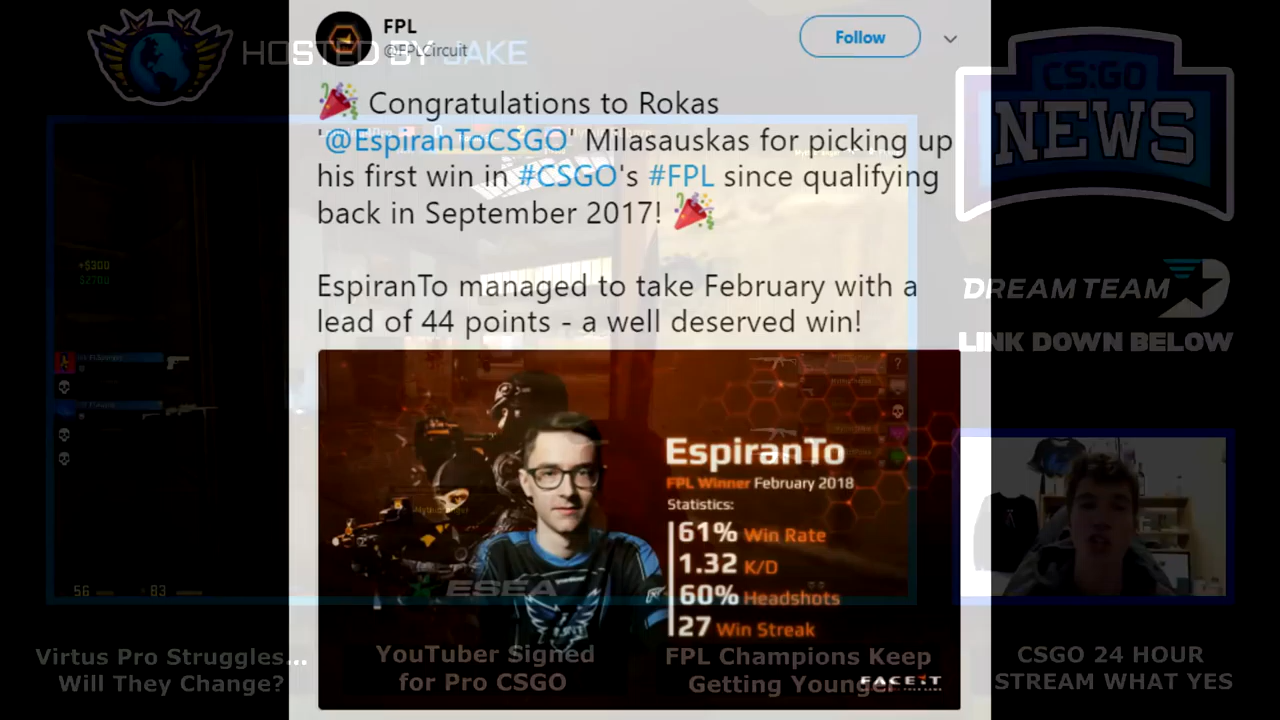 HOSTED BY JAKE
FPL
@FPLCircuit
Follow
Congratulations to Rokas
'@EspiranToCSGO' Milasauskas for picking up
his first win in #CSGO's #FPL since qualifying
back in September 2017!
EspiranTo managed to take February with a
lead of 44 points - a well deserved win!
EspiranTo
FPL Winner February 2018
Statistics:
61% Win Rate
1.32 K/D
60% Headshots
27 Win Streak
FACEIT
CS:GO
NEWS
DREAM TEAM
LINK DOWN BELOW
+$300
$2700
56
83
ESEA
Virtus Pro Struggles...
Will They Change?
YouTuber Signed
for Pro CSGO
FPL Champions Keep
Getting Younger
CSGO 24 HOUR
STREAM WHAT YES